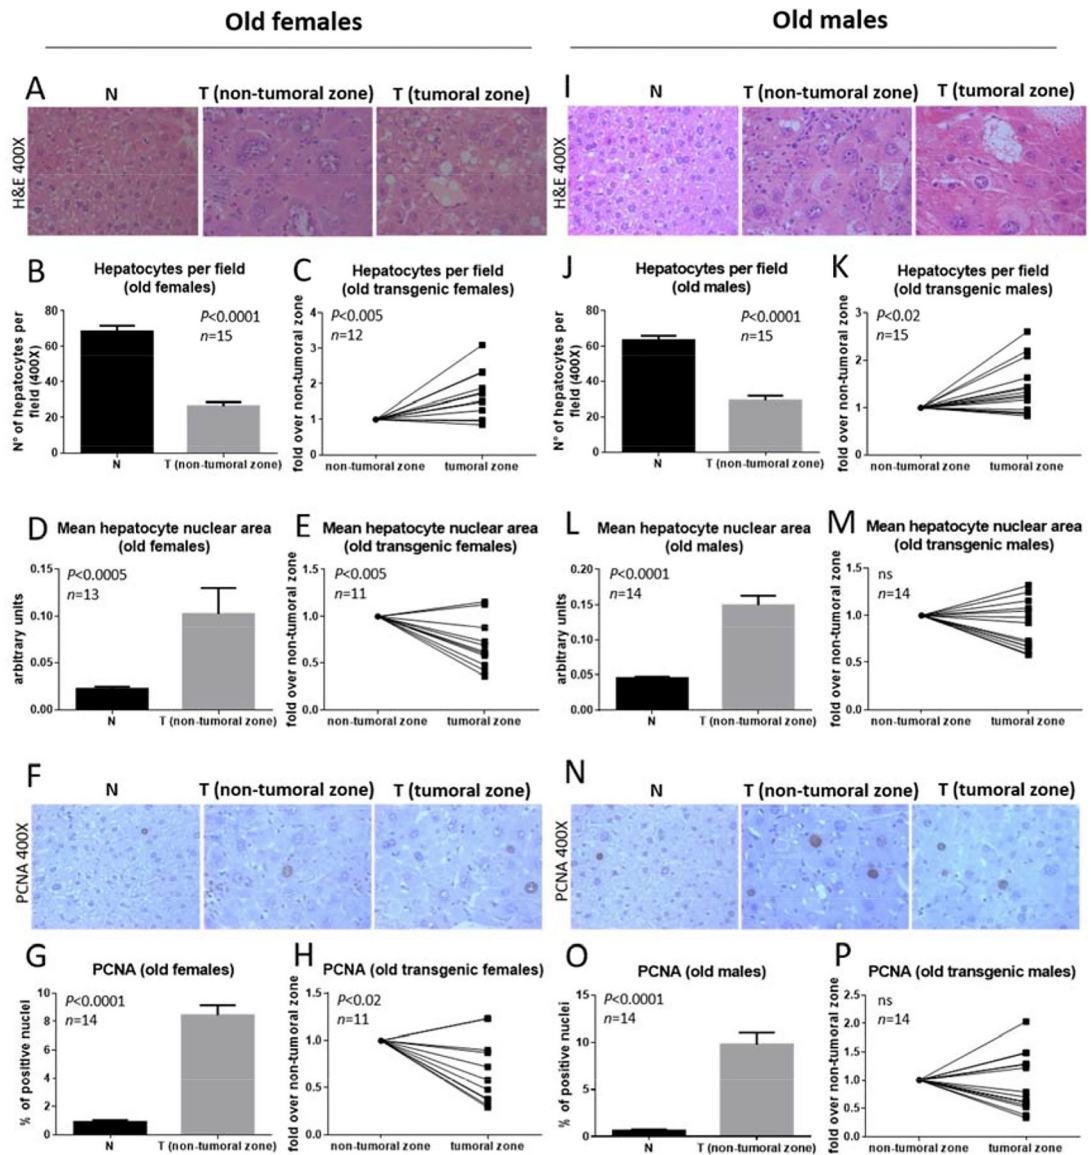 Old females
Old males
A
N
T (non-tumoral zone)
T (tumoral zone)
H&E 400X
I
N
T (non-tumoral zone)
T (tumoral zone)
H&E 400X
B
Hepatocytes per field
(old females)
N° of hepatocytes per
field (400X)
80
60
40
20
0
P<0.0001
n=15
N
T (non-tumoral zone)
C
Hepatocytes per field
(old transgenic females)
fold over non-tumoral zone
4
3
2
1
0
P<0.005
n=12
non-tumoral zone
tumoral zone
J
Hepatocytes per field
(old males)
N° of hepatocytes per
field (400X)
80
60
40
20
0
P<0.0001
n=15
N
T (non-tumoral zone)
K
Hepatocytes per field
(old transgenic males)
fold over non-tumoral zone
3
2
1
0
P<0.02
n=15
non-tumoral zone
tumoral zone
D
Mean hepatocyte nuclear area
(old females)
arbitrary units
0.15
0.10
0.05
0.00
P<0.0005
n=13
N
T (non-tumoral zone)
E
Mean hepatocyte nuclear area
(old transgenic females)
fold over non-tumoral zone
1.5
1.0
0.5
0.0
P<0.005
n=11
non-tumoral zone
tumoral zone
L
Mean hepatocyte nuclear area
(old males)
arbitrary units
0.20
0.15
0.10
0.05
0.00
P<0.0001
n=14
N
T (non-tumoral zone)
M
Mean hepatocyte nuclear area
(old transgenic males)
fold over non-tumoral zone
1.5
1.0
0.5
0.0
ns
n=14
non-tumoral zone
tumoral zone
F
N
T (non-tumoral zone)
T (tumoral zone)
PCNA 400X
N
N
T (non-tumoral zone)
T (tumoral zone)
PCNA 400X
G
PCNA (old females)
% of positive nuclei
10
8
6
4
2
0
P<0.0001
n=14
N
T (non-tumoral zone)
H
PCNA (old transgenic females)
fold over non-tumoral zone
1.5
1.0
0.5
0.0
P<0.02
n=11
non-tumoral zone
tumoral zone
O
PCNA (old males)
% of positive nuclei
15
10
5
0
P<0.0001
n=14
N
T (non-tumoral zone)
P
PCNA (old transgenic males)
fold over non-tumoral zone
2.5
2.0
1.5
1.0
0.5
0.0
ns
n=14
non-tumoral zone
tumoral zone